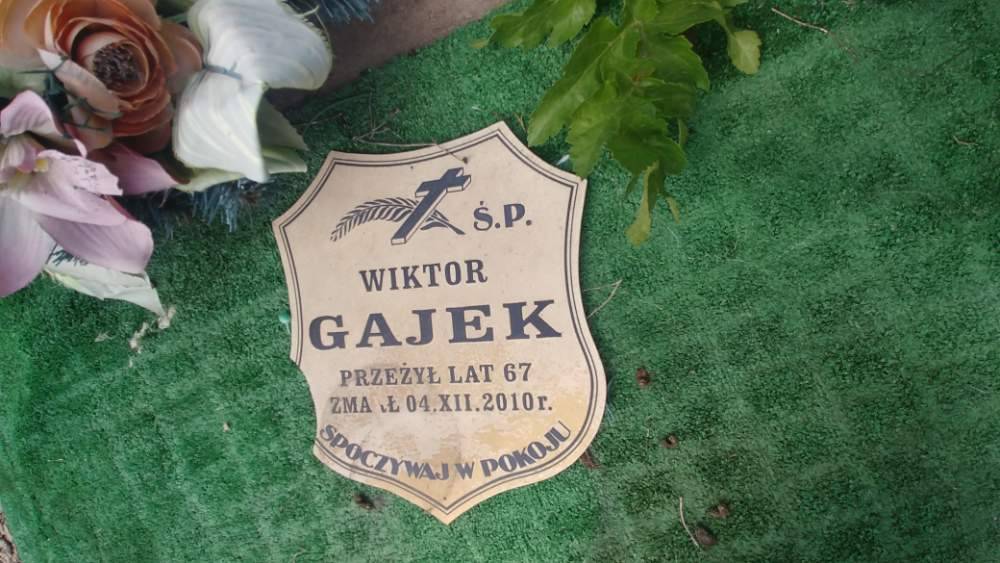 Ś.P.
WIKTOR
GAJEK
PRZEŻYŁ LAT 67
ZMARŁ 04.XII.2010r.
SPOCZYWAJ W POKOJU